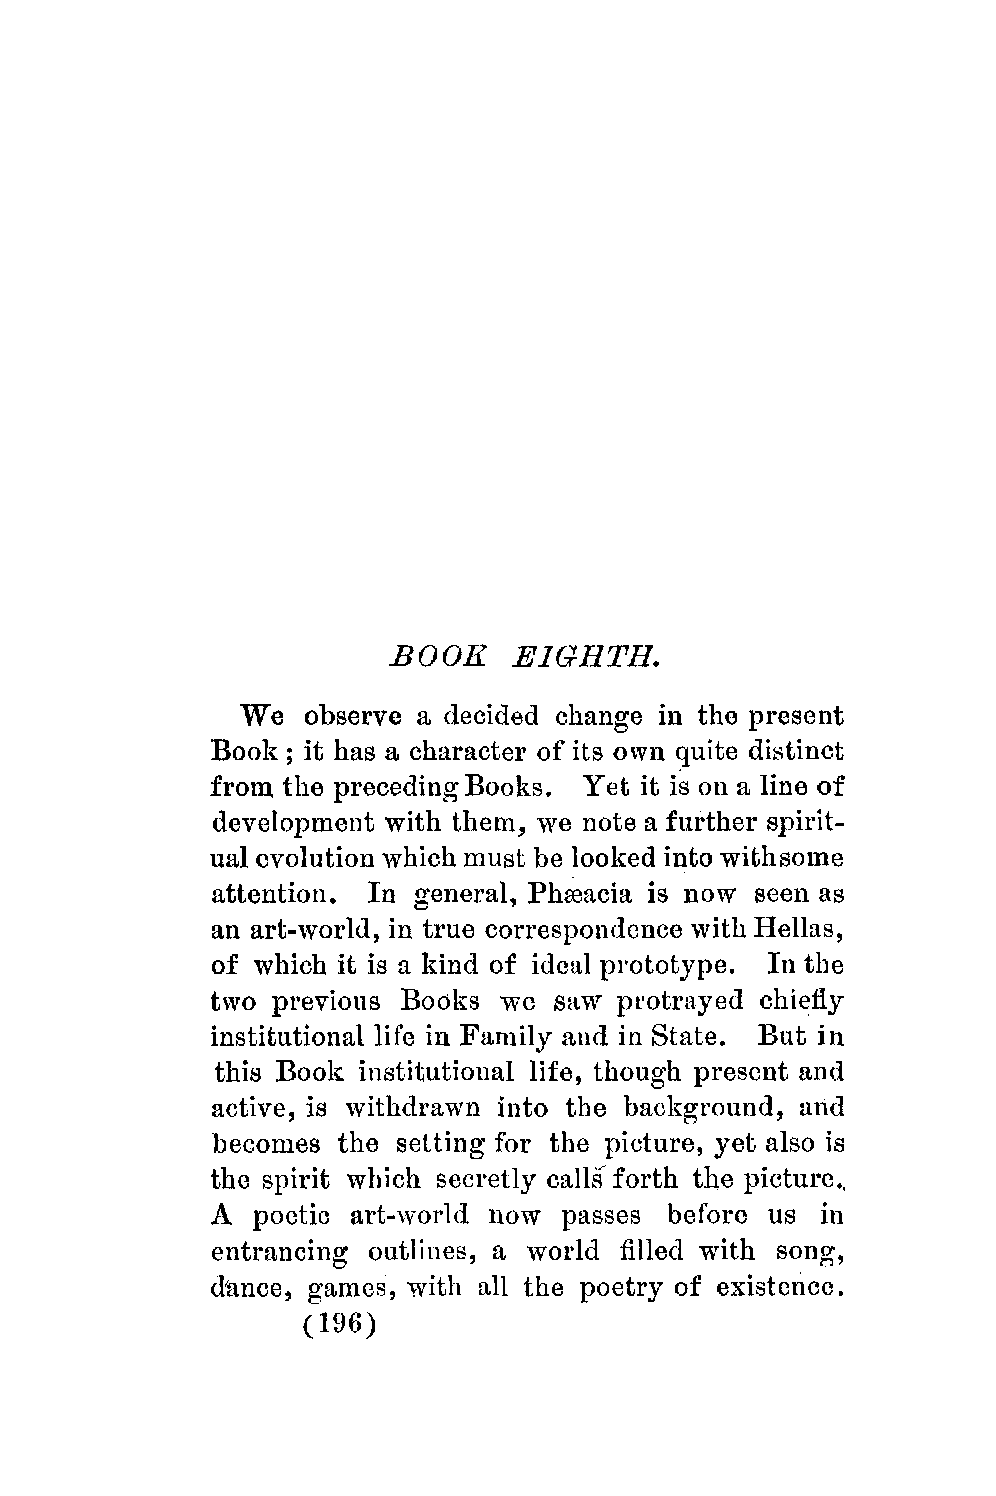 BOOK EIGHTH.
We observe a decided change in the present
Book; it has a character of its own quite distinct
from the preceding Books. Yet it is on a line of
development with them, we note a further spirit-
ual evolution which must be looked into withsome
attention. In general, Phæacia is now seen as
an art-world, in true correspondence with Hellas,
of which it is a kind of ideal prototype. In the
two previous Books we saw protrayed chiefly
institutional life in Family and in State. But in
this Book institutional life, though present and
active, is withdrawn into the background, and
becomes the setting for the picture, yet also is
the spirit which secretly calls forth the picture.
A poetic art-world now passes before us in
entrancing outlines, a world filled with song,
dance, games, with all the poetry of existence.
(196)